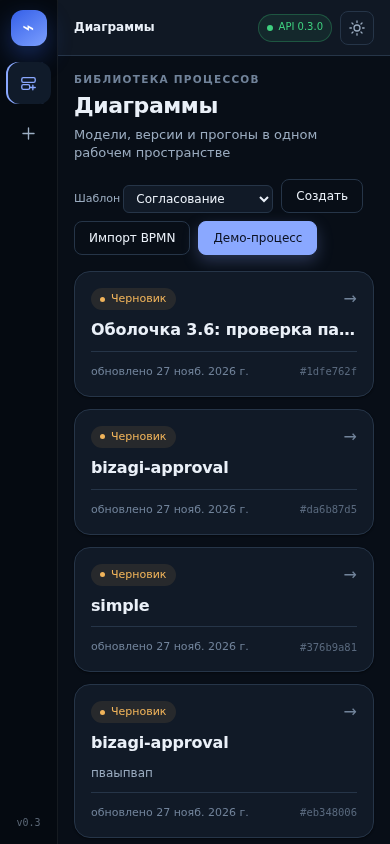 Диаграммы
API 0.3.0
БИБЛИОТЕКА ПРОЦЕССОВ
Диаграммы
Модели, версии и прогоны в одном
рабочем пространстве
Шаблон Согласование Создать
Импорт BPMN Демо-процесс
Черновик →
Оболочка 3.6: проверка па...
обновлено 27 нояб. 2026 г. #1dfe762f
Черновик →
bizagi-approval
обновлено 27 нояб. 2026 г. #da6b87d5
Черновик →
simple
обновлено 27 нояб. 2026 г. #376b9a81
Черновик →
bizagi-approval
пваыпвап
обновлено 27 нояб. 2026 г. #eb348006
v0.3